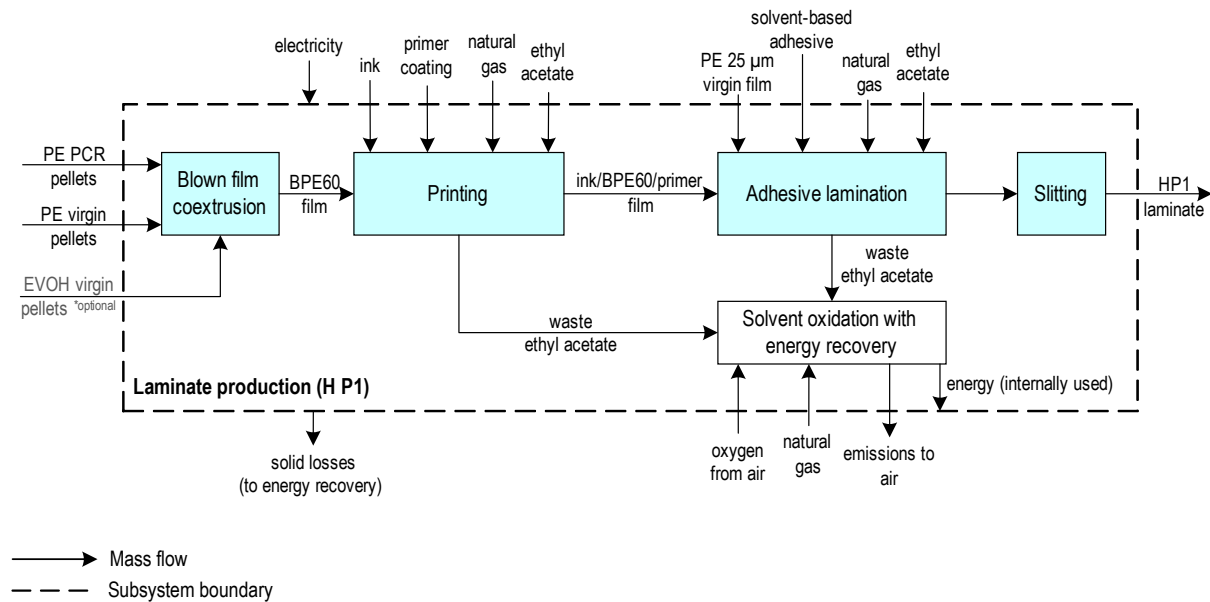 electricity
ink
primer
coating
natural
gas
ethyl
acetate
PE 25 µm
virgin film
solvent-based
adhesive
natural
gas
ethyl
acetate
PE PCR
pellets
PE virgin
pellets
EVOH virgin
pellets *optional
Blown film
coextrusion
BPE60
film
Printing
ink/BPE60/primer
film
Adhesive lamination
Slitting
HP1
laminate
waste
ethyl acetate
waste
ethyl acetate
Solvent oxidation with
energy recovery
energy (internally used)
Laminate production (H P1)
solid losses
(to energy recovery)
oxygen
from air
natural
gas
emissions to
air
Mass flow
Subsystem boundary